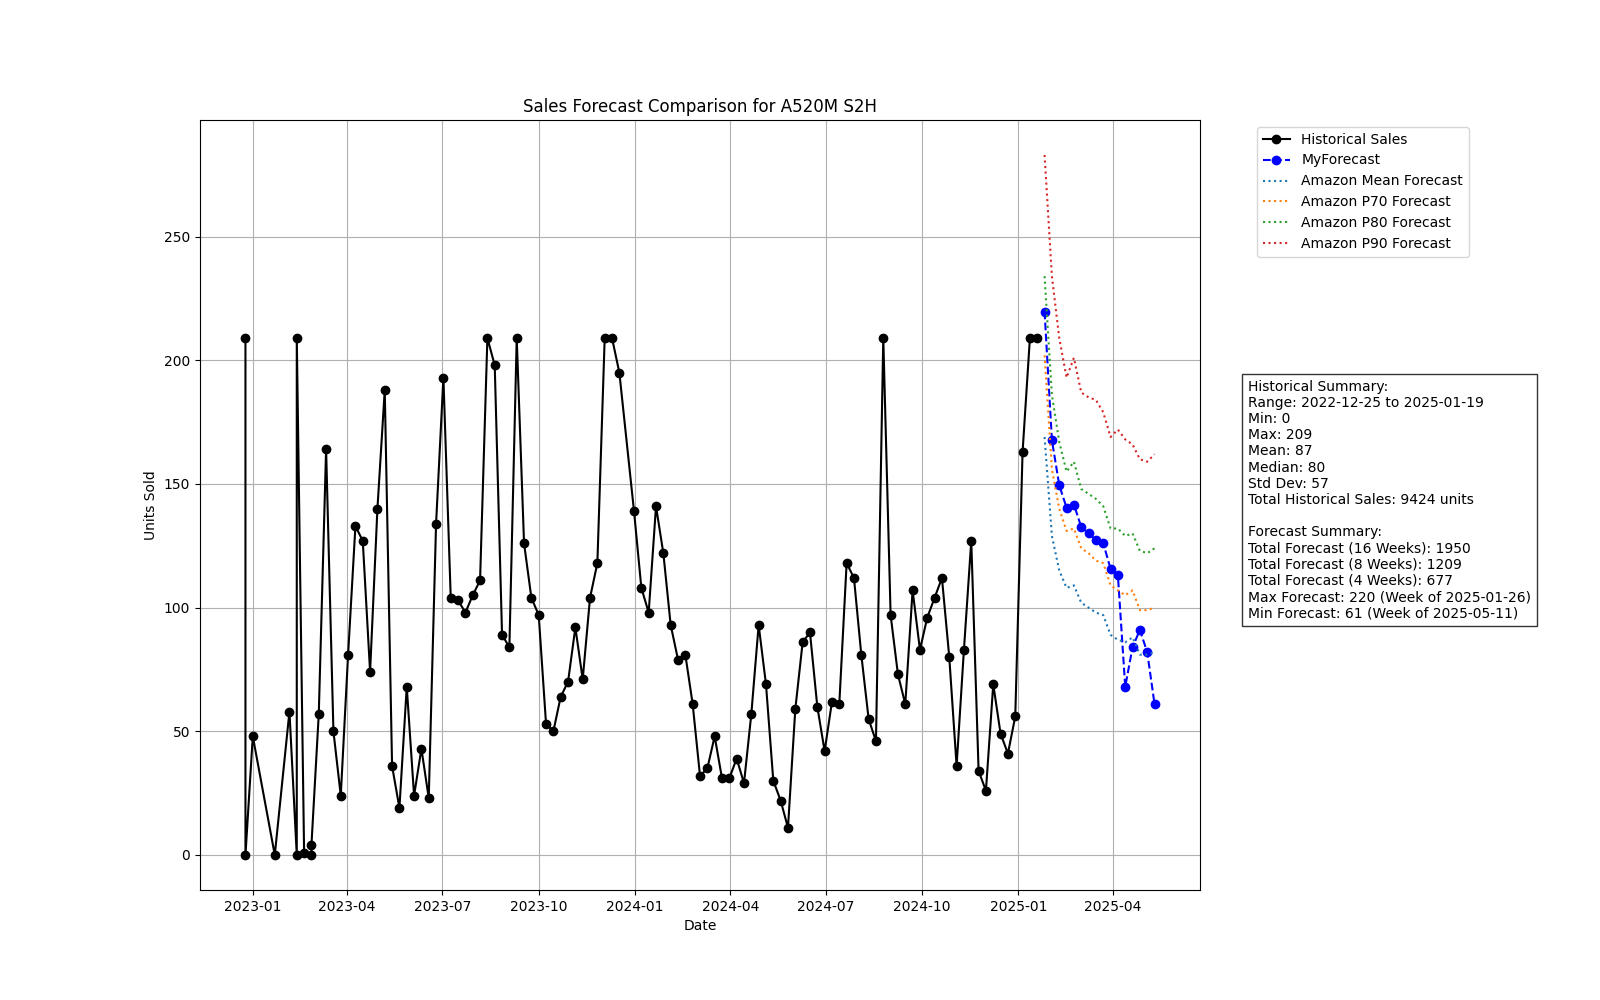 Sales Forecast Comparison for A520M S2H
Historical Sales
MyForecast
Amazon Mean Forecast
Amazon P70 Forecast
Amazon P80 Forecast
Amazon P90 Forecast
250
200
150
100
50
0
Units Sold
Historical Summary:
Range: 2022-12-25 to 2025-01-19
Min: 0
Max: 209
Mean: 87
Median: 80
Std Dev: 57
Total Historical Sales: 9424 units
Forecast Summary:
Total Forecast (16 Weeks): 1950
Total Forecast (8 Weeks): 1209
Total Forecast (4 Weeks): 677
Max Forecast: 220 (Week of 2025-01-26)
Min Forecast: 61 (Week of 2025-05-11)
2023-01 2023-04 2023-07 2023-10 2024-01 2024-04 2024-07 2024-10 2025-01 2025-04
Date